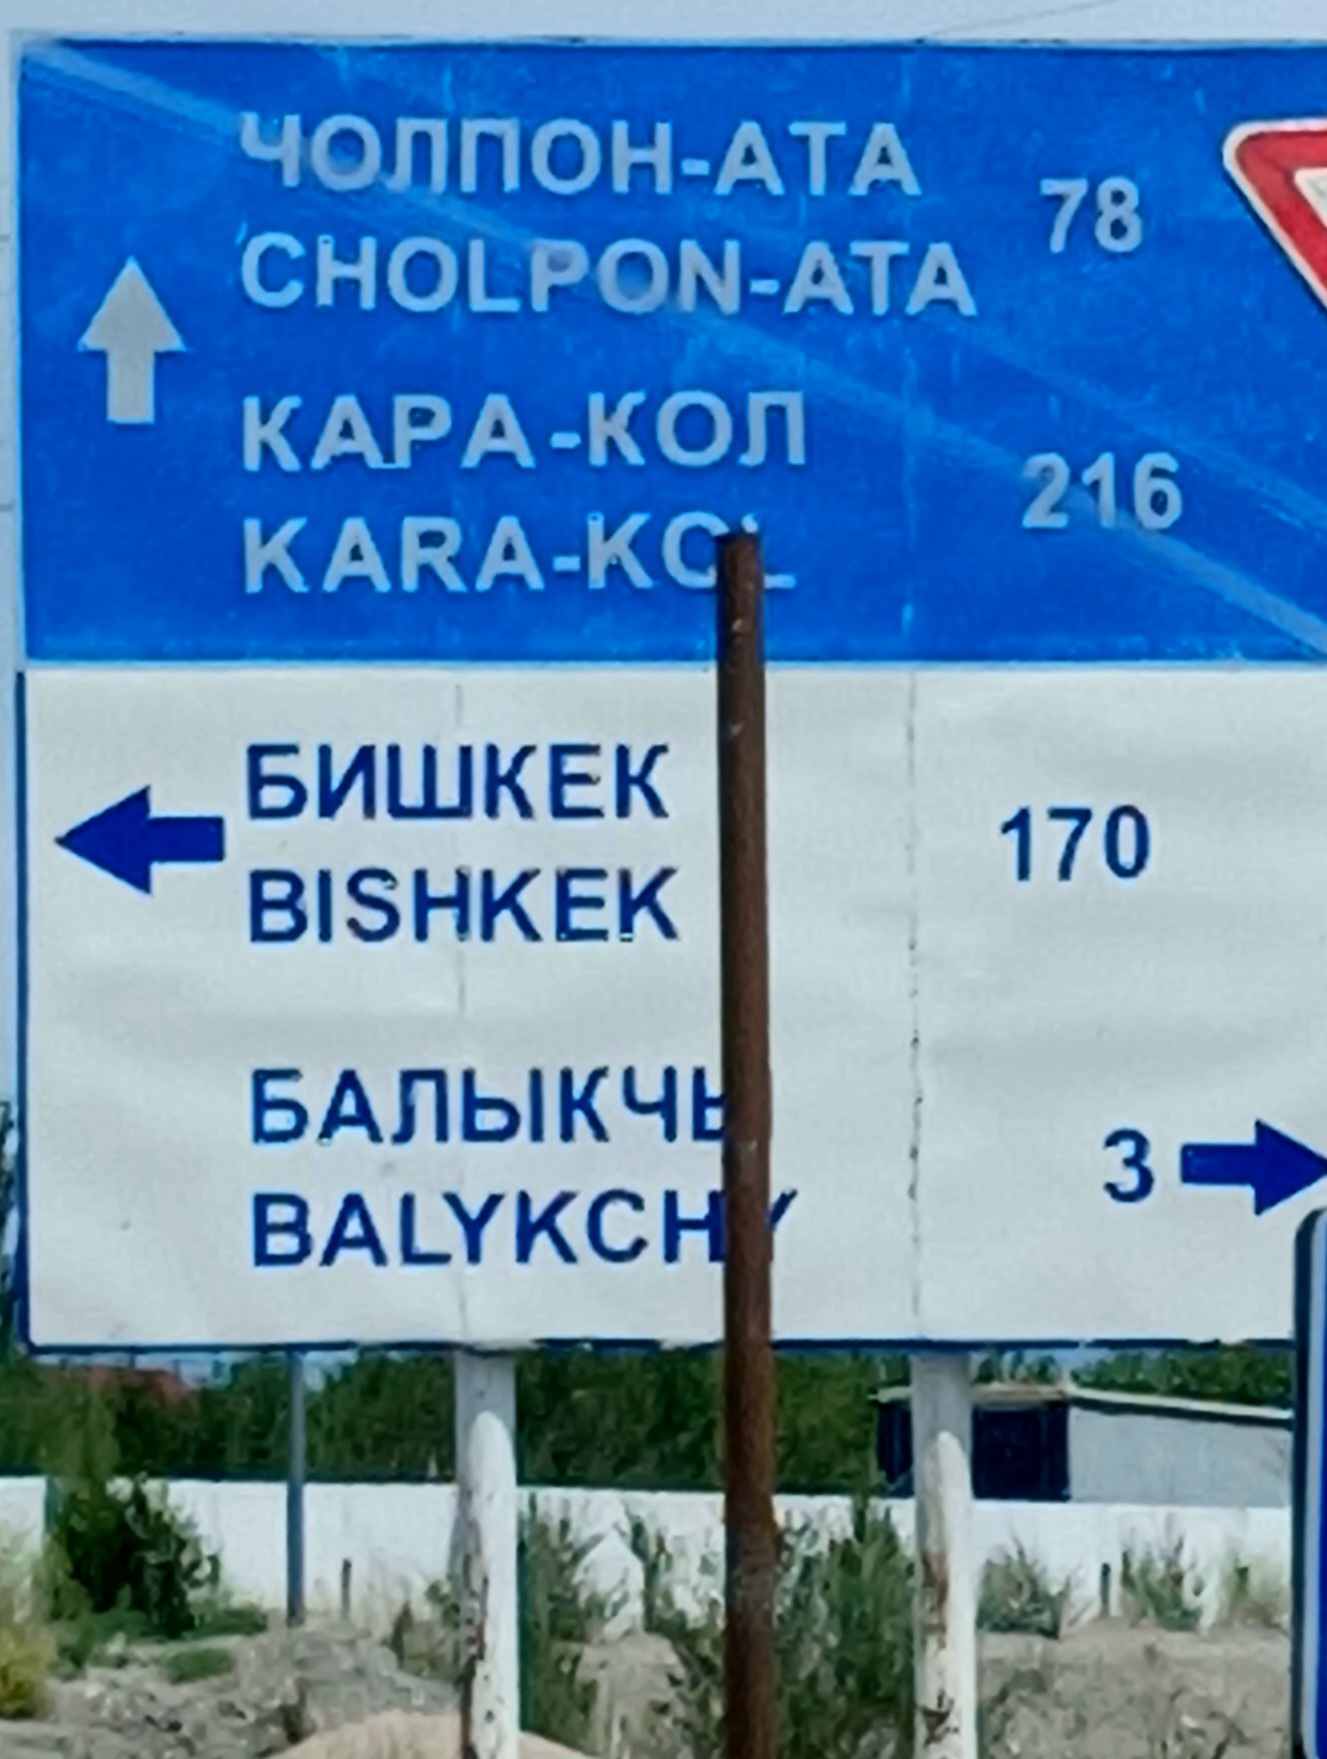 ЧОЛПОН-АТА
CHOLPON-ATA 78
КАРА-КОЛ
KARA-KOL 216
БИШКЕК
BISHKEK 170
БАЛЫКЧЫ
BALYKCHY 3